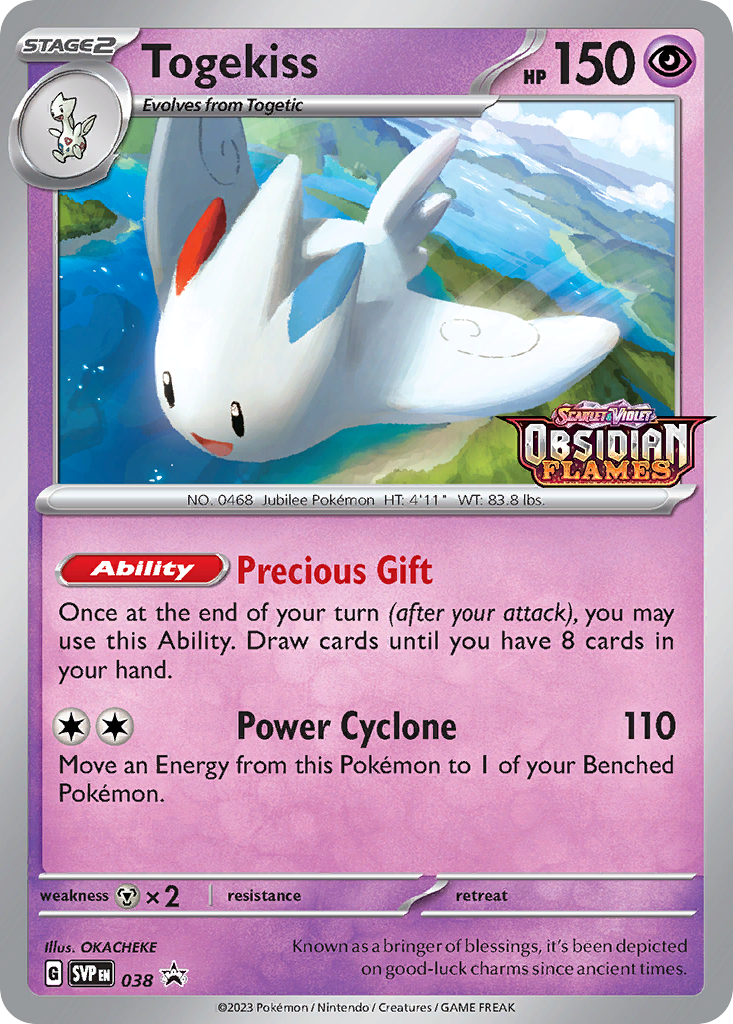 STAGE2
Togekiss
HP 150
Evolves from Togetic
SCARLET & VIOLET
OBSIDIAN
FLAMES
NO. 0468 Jubilee Pokémon HT: 4'11" WT: 83.8 lbs.
Ability Precious Gift
Once at the end of your turn (after your attack), you may
use this Ability. Draw cards until you have 8 cards in
your hand.
Power Cyclone 110
Move an Energy from this Pokémon to 1 of your Benched
Pokémon.
weakness ×2 resistance retreat
Illus. OKACHEKE
Known as a bringer of blessings, it's been depicted
on good-luck charms since ancient times.
G SVP EN 038
©2023 Pokémon / Nintendo / Creatures / GAME FREAK